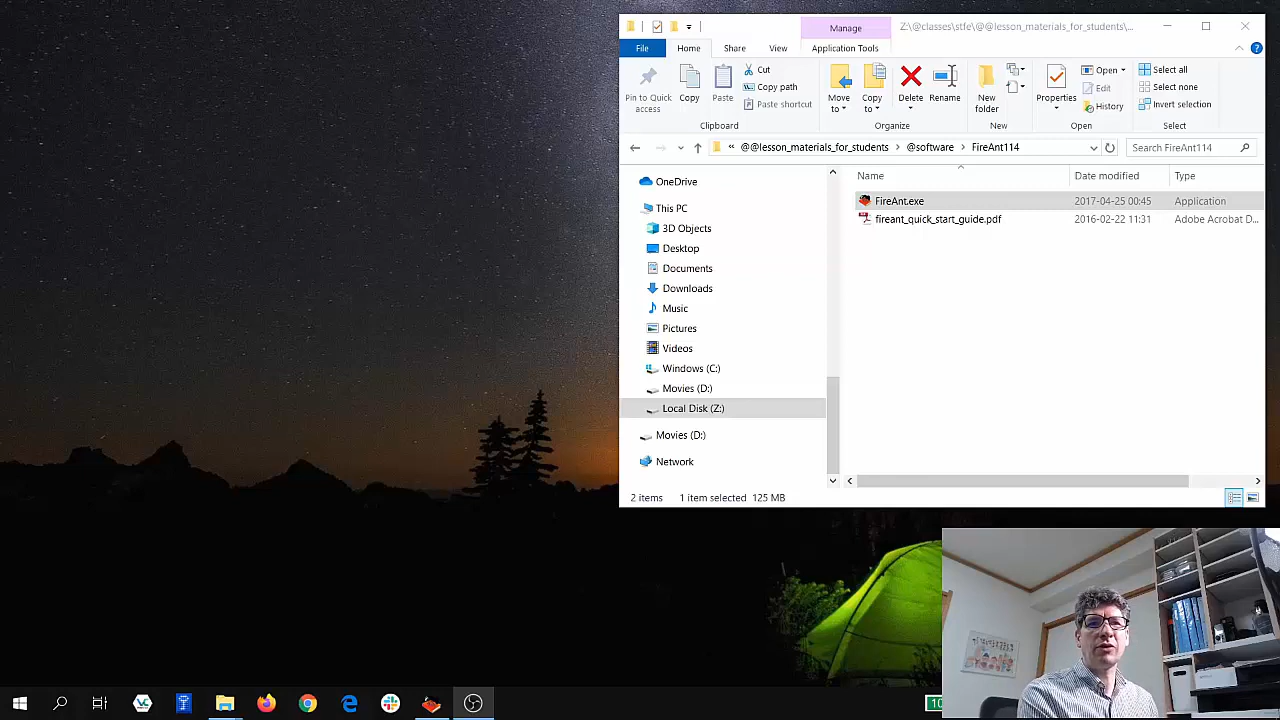 Manage
Z:\@classes\stfe\@@lesson_materials_for_students\...
File
Home
Share
View
Application Tools
Pin to Quick access
Copy
Paste
Cut
Copy path
Paste shortcut
Clipboard
Move to
Copy to
Delete
Rename
Organize
New folder
New
Properties
Open
Edit
History
Open
Select all
Select none
Invert selection
Select
« @@lesson_materials_for_students > @software > FireAnt114
Search FireAnt114
OneDrive
This PC
3D Objects
Desktop
Documents
Downloads
Music
Pictures
Videos
Windows (C:)
Movies (D:)
Local Disk (Z:)
Movies (D:)
Network
Name Date modified Type
FireAnt.exe 2017-04-25 00:45 Application
fireant_quick_start_guide.pdf 2016-02-22 11:31 Adobe Acrobat D...
2 items 1 item selected 125 MB